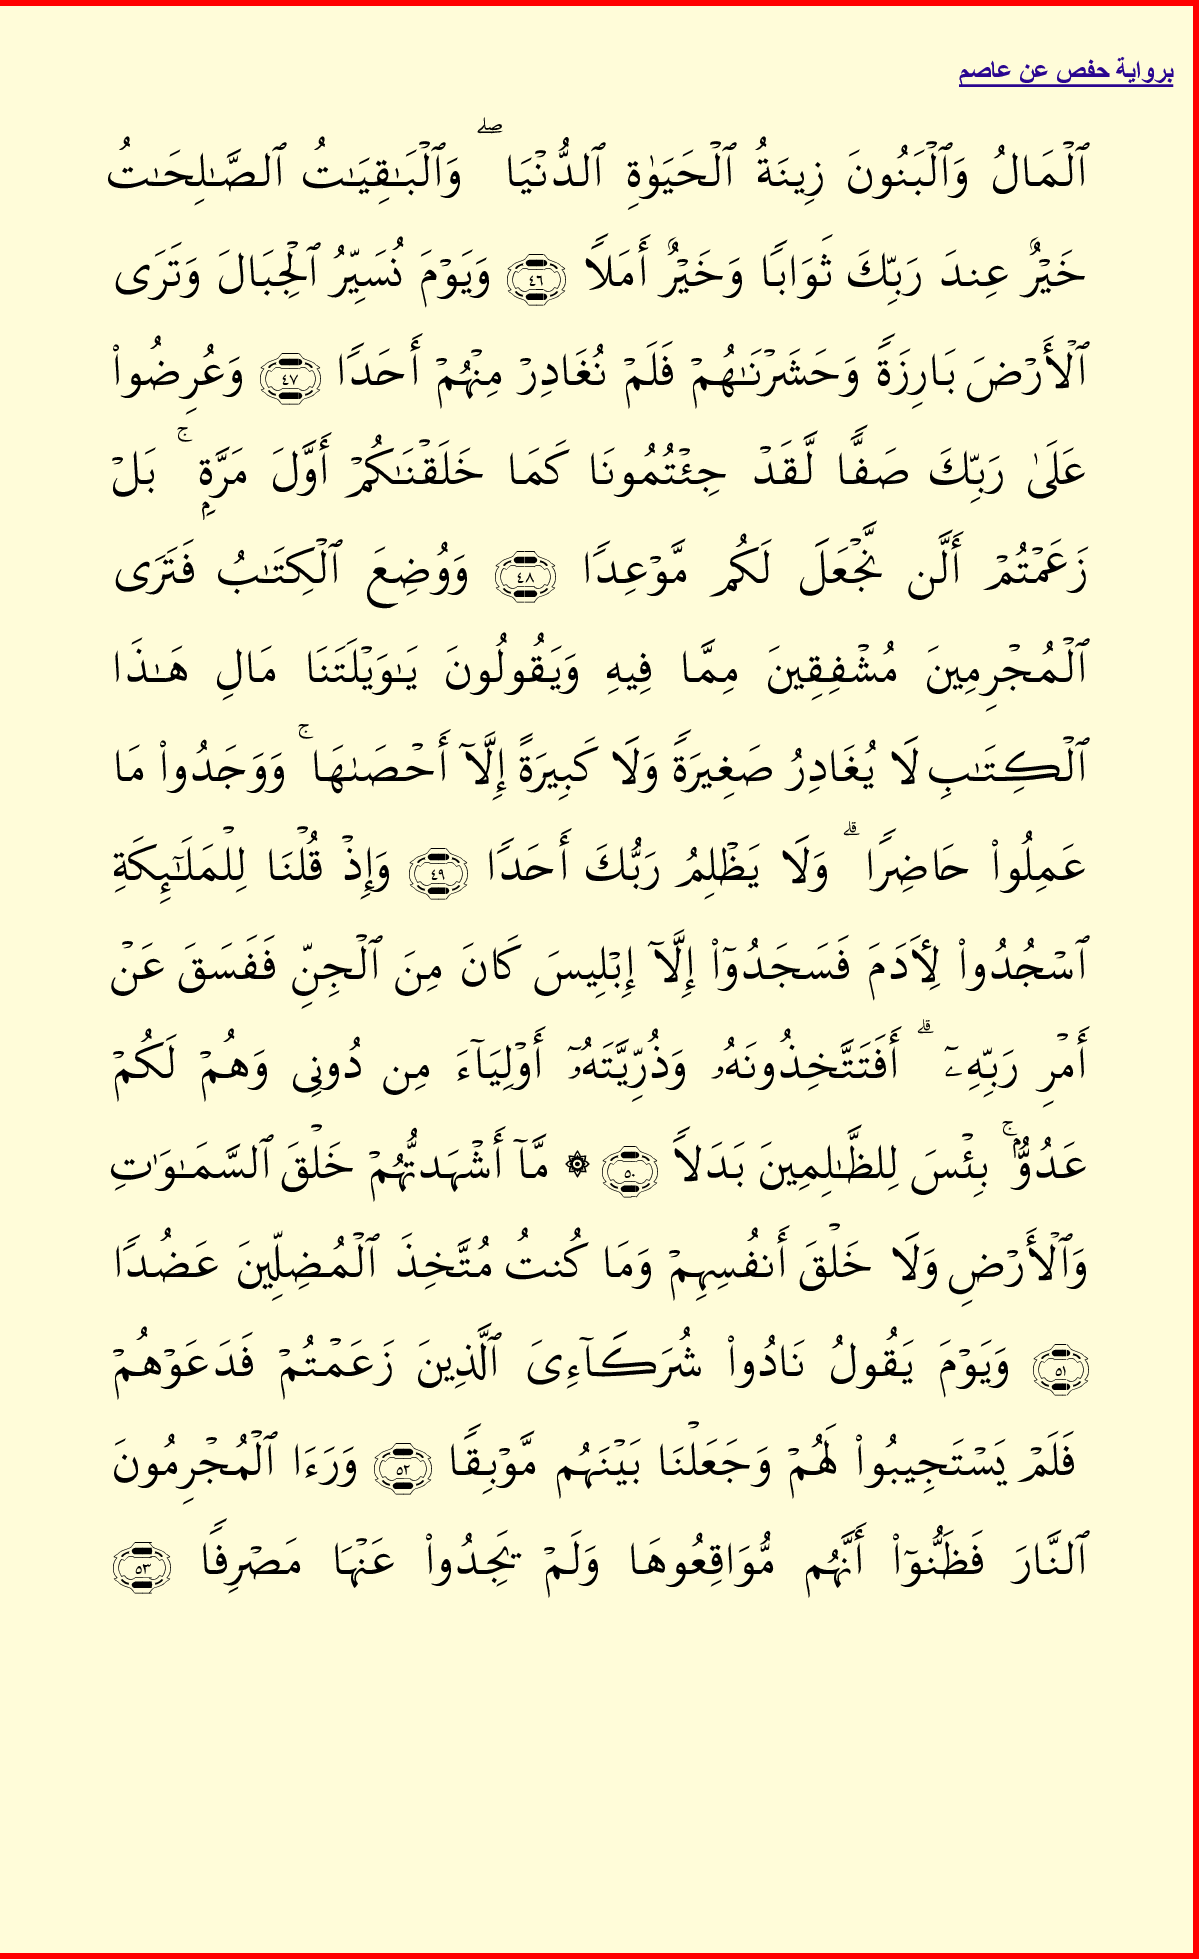 برواية حفص عن عاصم
ٱلْمَالُ وَٱلْبَنُونَ زِينَةُ ٱلْحَيَوٰةِ ٱلدُّنْيَا ۖ وَٱلْبَـٰقِيَـٰتُ ٱلصَّـٰلِحَـٰتُ
خَيْرٌ عِندَ رَبِّكَ ثَوَابًا وَخَيْرٌ أَمَلًا ﴿٤٦﴾ وَيَوْمَ نُسَيِّرُ ٱلْجِبَالَ وَتَرَى
ٱلْأَرْضَ بَارِزَةً وَحَشَرْنَـٰهُمْ فَلَمْ نُغَادِرْ مِنْهُمْ أَحَدًا ﴿٤٧﴾ وَعُرِضُوا۟
عَلَىٰ رَبِّكَ صَفًّا لَّقَدْ جِئْتُمُونَا كَمَا خَلَقْنَـٰكُمْ أَوَّلَ مَرَّةٍۭ ۚ بَلْ
زَعَمْتُمْ أَلَّن نَّجْعَلَ لَكُم مَّوْعِدًا ﴿٤٨﴾ وَوُضِعَ ٱلْكِتَـٰبُ فَتَرَى
ٱلْمُجْرِمِينَ مُشْفِقِينَ مِمَّا فِيهِ وَيَقُولُونَ يَـٰوَيْلَتَنَا مَالِ هَـٰذَا
ٱلْكِتَـٰبِ لَا يُغَادِرُ صَغِيرَةً وَلَا كَبِيرَةً إِلَّآ أَحْصَىٰهَا ۚ وَوَجَدُوا۟ مَا
عَمِلُوا۟ حَاضِرًا ۗ وَلَا يَظْلِمُ رَبُّكَ أَحَدًا ﴿٤٩﴾ وَإِذْ قُلْنَا لِلْمَلَـٰٓئِكَةِ
ٱسْجُدُوا۟ لِـَٔادَمَ فَسَجَدُوٓا۟ إِلَّآ إِبْلِيسَ كَانَ مِنَ ٱلْجِنِّ فَفَسَقَ عَنْ
أَمْرِ رَبِّهِۦٓ ۗ أَفَتَتَّخِذُونَهُۥ وَذُرِّيَّتَهُۥٓ أَوْلِيَآءَ مِن دُونِى وَهُمْ لَكُمْ
عَدُوٌّۢ ۚ بِئْسَ لِلظَّـٰلِمِينَ بَدَلًا ﴿٥٠﴾ ۞ مَّآ أَشْهَدتُّهُمْ خَلْقَ ٱلسَّمَـٰوَٰتِ
وَٱلْأَرْضِ وَلَا خَلْقَ أَنفُسِهِمْ وَمَا كُنتُ مُتَّخِذَ ٱلْمُضِلِّينَ عَضُدًا
﴿٥١﴾ وَيَوْمَ يَقُولُ نَادُوا۟ شُرَكَآءِىَ ٱلَّذِينَ زَعَمْتُمْ فَدَعَوْهُمْ
فَلَمْ يَسْتَجِيبُوا۟ لَهُمْ وَجَعَلْنَا بَيْنَهُم مَّوْبِقًا ﴿٥٢﴾ وَرَءَا ٱلْمُجْرِمُونَ
ٱلنَّارَ فَظَنُّوٓا۟ أَنَّهُم مُّوَاقِعُوهَا وَلَمْ يَجِدُوا۟ عَنْهَا مَصْرِفًا ﴿٥٣﴾